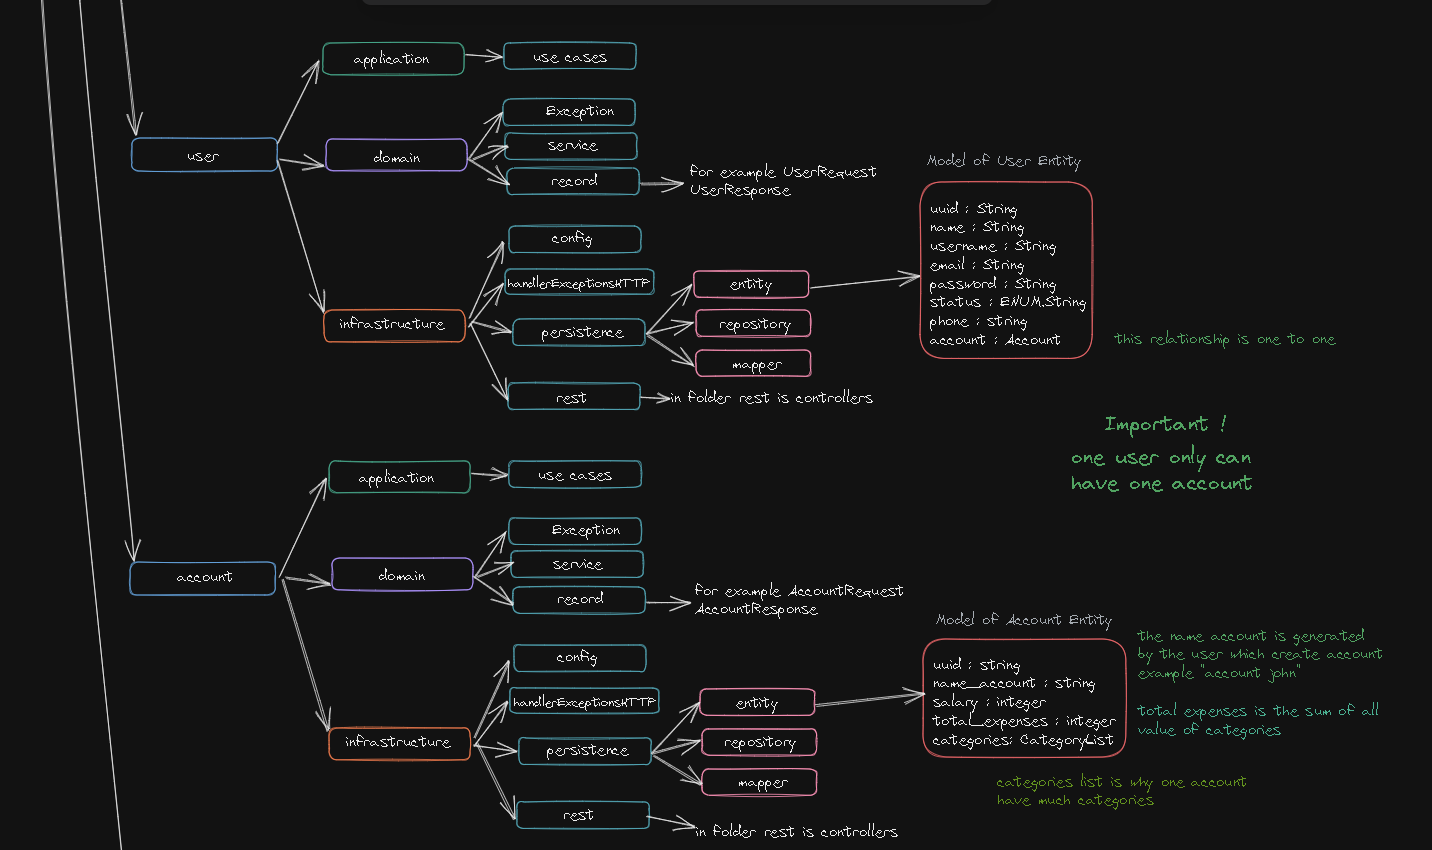 application
use cases
Exception
service
user
domain
record
for example UserRequest
UserResponse
Model of User Entity
uuid : String
name : String
username : String
email : String
password : String
status : ENUM.String
phone : string
account : Account
this relationship is one to one
config
handlerExceptionsHTTP
entity
infrastructure
persistence
repository
mapper
rest
in folder rest is controllers
Important !
one user only can
have one account
application
use cases
Exception
service
account
domain
record
for example AccountRequest
AccountResponse
Model of Account Entity
uuid : string
name_account : string
salary : integer
total_expenses : integer
categories: CategoryList
the name account is generated
by the user which create account
example "account john"
total expenses is the sum of all
value of categories
categories list is why one account
have much categories
config
handlerExceptionsHTTP
entity
infrastructure
persistence
repository
mapper
rest
in folder rest is controllers